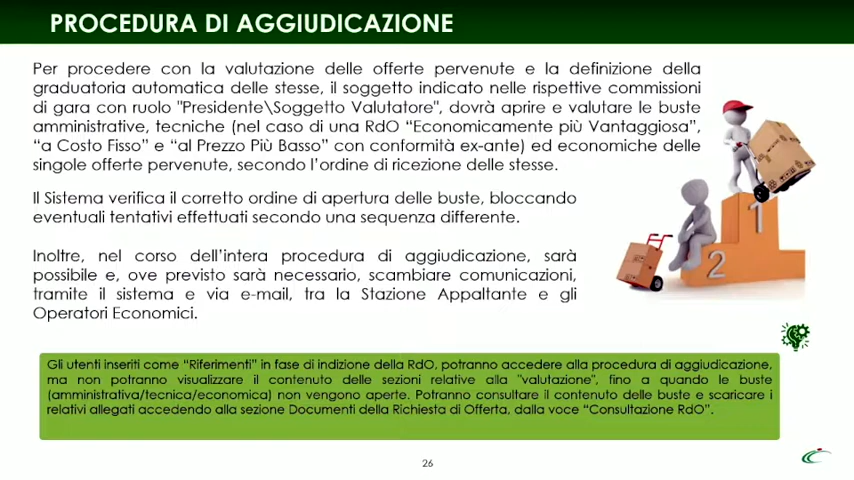 PROCEDURA DI AGGIUDICAZIONE
Per procedere con la valutazione delle offerte pervenute e la definizione della
graduatoria automatica delle stesse, il soggetto indicato nelle rispettive commissioni
di gara con ruolo "Presidente\Soggetto Valutatore", dovrà aprire e valutare le buste
amministrative, tecniche (nel caso di una RdO “Economicamente più Vantaggiosa”,
“a Costo Fisso” e “al Prezzo Più Basso” con conformità ex-ante) ed economiche delle
singole offerte pervenute, secondo l’ordine di ricezione delle stesse.
Il Sistema verifica il corretto ordine di apertura delle buste, bloccando
eventuali tentativi effettuati secondo una sequenza differente.
Inoltre, nel corso dell’intera procedura di aggiudicazione, sarà
possibile e, ove previsto sarà necessario, scambiare comunicazioni,
tramite il sistema e via e-mail, tra la Stazione Appaltante e gli
Operatori Economici.
1
2
Gli utenti inseriti come “Riferimenti” in fase di indizione della RdO, potranno accedere alla procedura di aggiudicazione,
ma non potranno visualizzare il contenuto delle sezioni relative alla "valutazione", fino a quando le buste
(amministrativa/tecnica/economica) non vengono aperte. Potranno consultare il contenuto delle buste e scaricare i
relativi allegati accedendo alla sezione Documenti della Richiesta di Offerta, dalla voce “Consultazione RdO”.
26